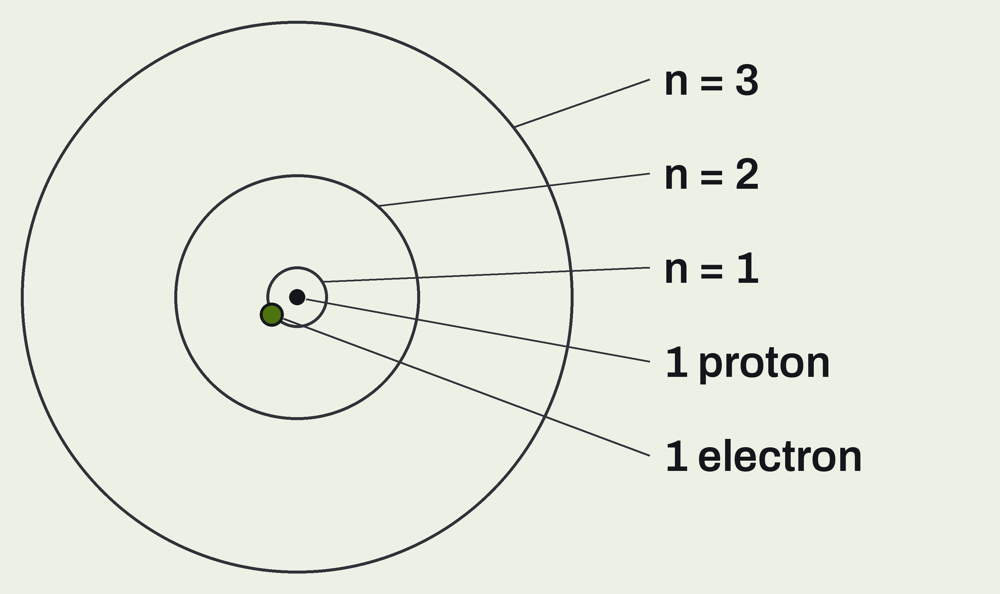 n = 3
n = 2
n = 1
1 proton
1 electron